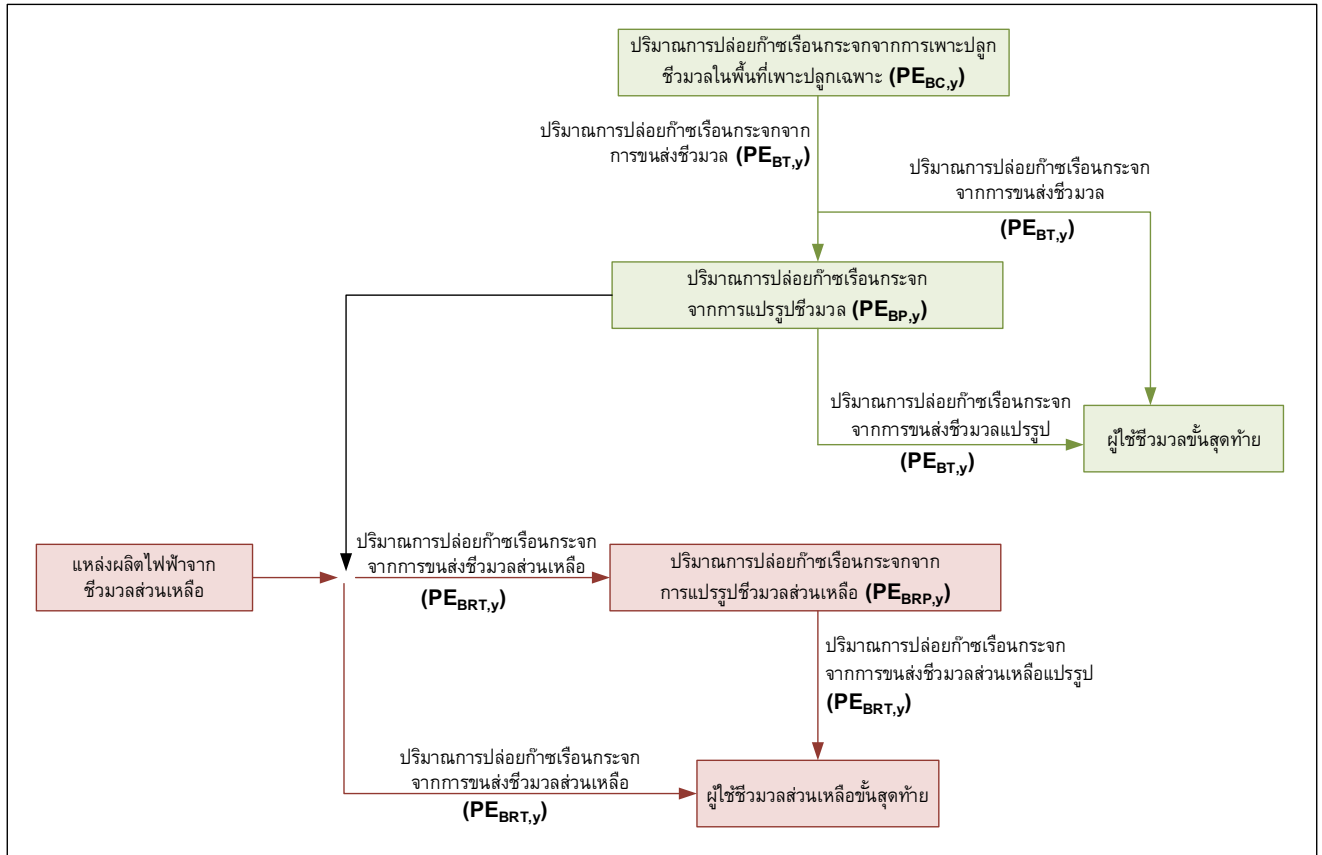 ปริมาณการปล่อยก๊าซเรือนกระจกจากการเพาะปลูก
ชีวมวลในพื้นที่เพาะปลูกเฉพาะ (PE_BC,y)
ปริมาณการปล่อยก๊าซเรือนกระจกจาก
การขนส่งชีวมวล (PE_BT,y)
ปริมาณการปล่อยก๊าซเรือนกระจก
จากการขนส่งชีวมวล
(PE_BT,y)
ปริมาณการปล่อยก๊าซเรือนกระจก
จากการแปรรูปชีวมวล (PE_BP,y)
ปริมาณการปล่อยก๊าซเรือนกระจก
จากการขนส่งชีวมวลแปรรูป
(PE_BT,y)
ผู้ใช้ชีวมวลขั้นสุดท้าย
แหล่งผลิตไฟฟ้าจาก
ชีวมวลส่วนเหลือ
ปริมาณการปล่อยก๊าซเรือนกระจก
จากการขนส่งชีวมวลส่วนเหลือ
(PE_BRT,y)
ปริมาณการปล่อยก๊าซเรือนกระจกจาก
การแปรรูปชีวมวลส่วนเหลือ (PE_BRP,y)
ปริมาณการปล่อยก๊าซเรือนกระจก
จากการขนส่งชีวมวลส่วนเหลือแปรรูป
(PE_BRT,y)
ปริมาณการปล่อยก๊าซเรือนกระจก
จากการขนส่งชีวมวลส่วนเหลือ
(PE_BRT,y)
ผู้ใช้ชีวมวลส่วนเหลือขั้นสุดท้าย